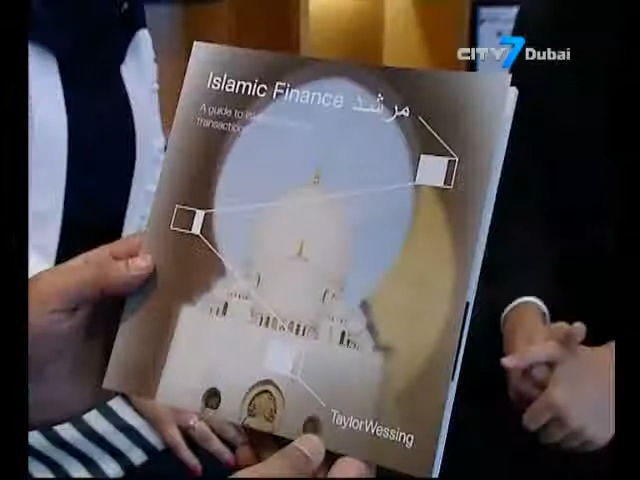 CITY7 Dubai
Islamic Finance مرشد
A guide to
transaction
TaylorWessing